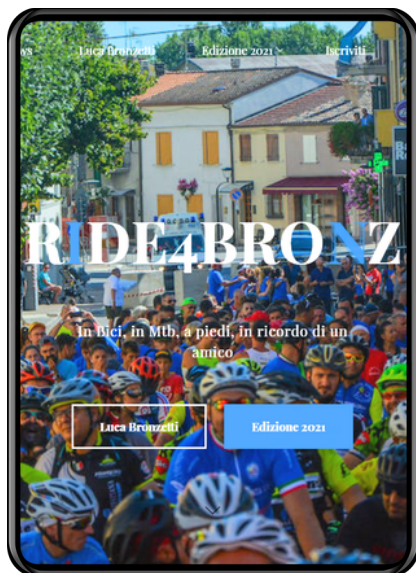 Luca Bronzetti
Edizione 2021
Iscriviti
RIDE4BRONZ
In Bici, in Mtb, a piedi, in ricordo di un
amico
Luca Bronzetti
Edizione 2021